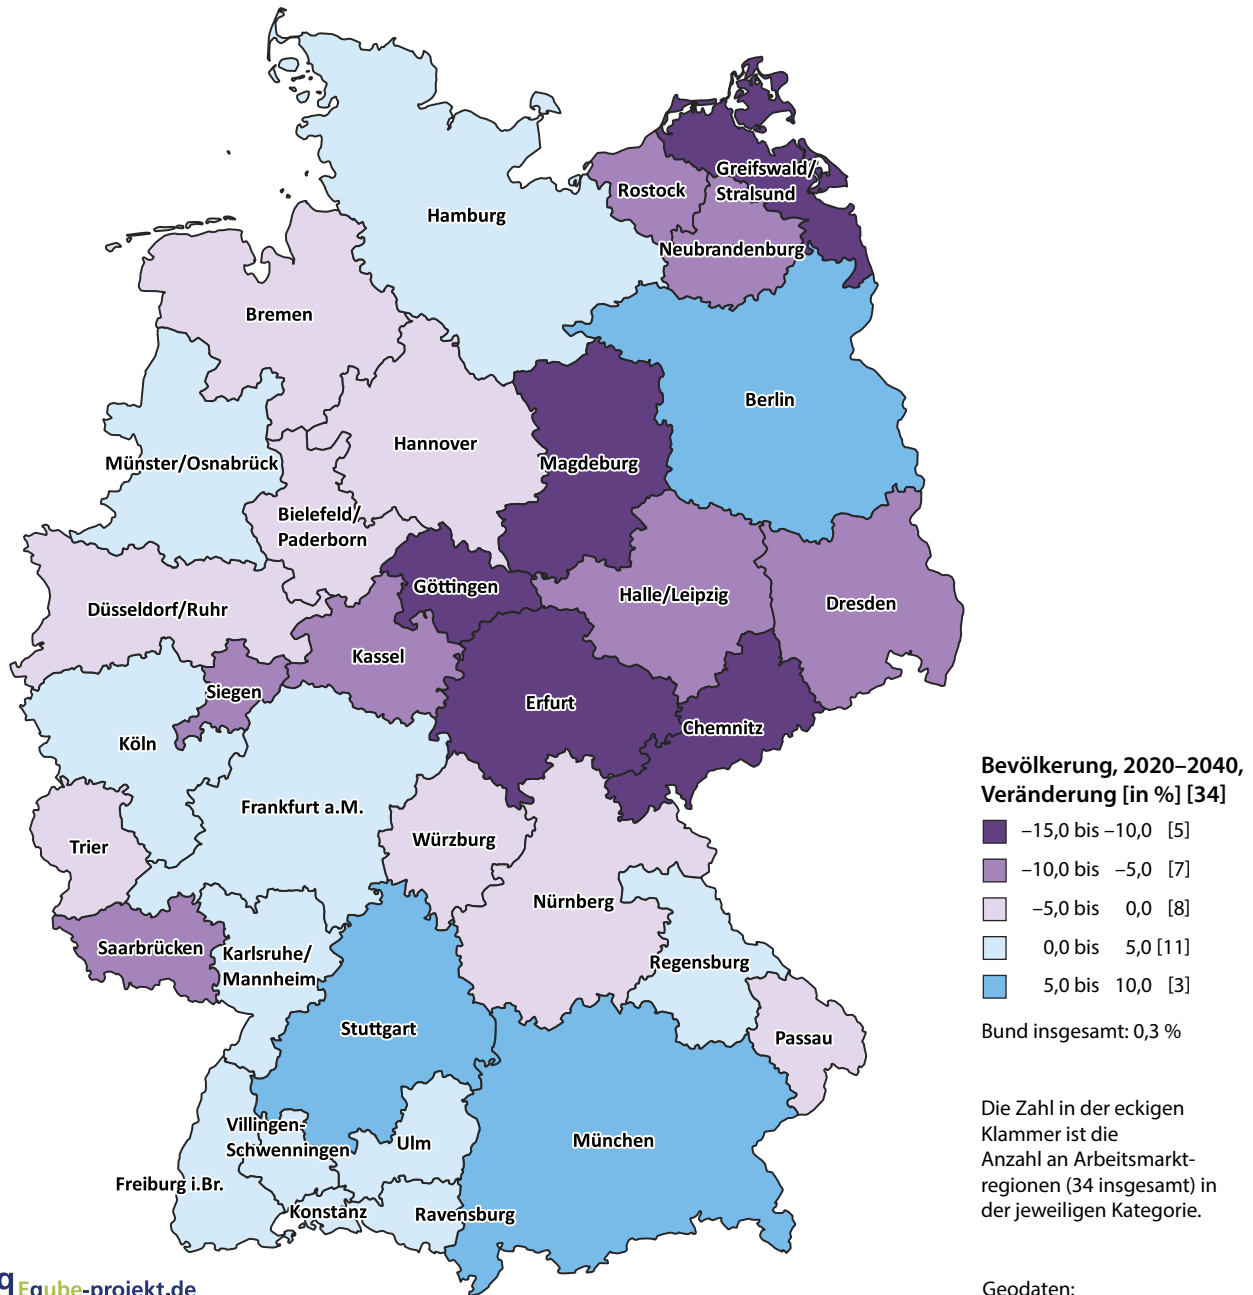 Hamburg
Rostock
Greifswald/
Stralsund
Neubrandenburg
Bremen
Berlin
Hannover
Münster/Osnabrück
Magdeburg
Bielefeld/
Paderborn
Göttingen
Halle/Leipzig
Dresden
Düsseldorf/Ruhr
Kassel
Siegen
Erfurt
Chemnitz
Köln
Frankfurt a.M.
Würzburg
Trier
Nürnberg
Saarbrücken
Karlsruhe/
Mannheim
Regensburg
Stuttgart
Passau
Villingen-
Schwenningen
Ulm
München
Freiburg i.Br.
Konstanz
Ravensburg
Bevölkerung, 2020–2040,
Veränderung [in %] [34]
–15,0 bis –10,0 [5]
–10,0 bis –5,0 [7]
–5,0 bis 0,0 [8]
0,0 bis 5,0 [11]
5,0 bis 10,0 [3]
Bund insgesamt: 0,3 %
Die Zahl in der eckigen
Klammer ist die
Anzahl an Arbeitsmarkt-
regionen (34 insgesamt) in
der jeweiligen Kategorie.
Geodaten:
q Eqube-projekt.de